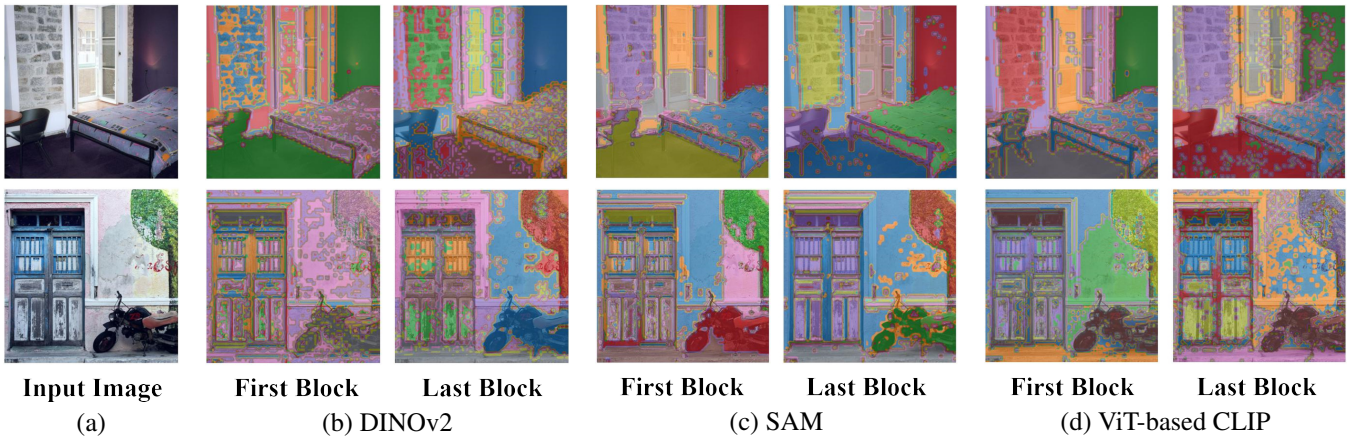 Input Image First Block Last Block First Block Last Block First Block Last Block
(a) (b) DINOv2 (c) SAM (d) ViT-based CLIP